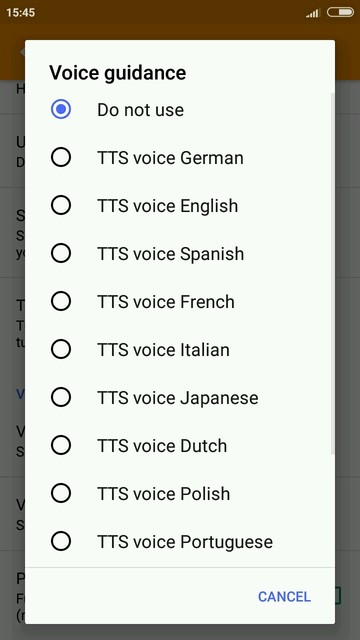 15:45
Voice guidance
Do not use
TTS voice German
TTS voice English
TTS voice Spanish
TTS voice French
TTS voice Italian
TTS voice Japanese
TTS voice Dutch
TTS voice Polish
TTS voice Portuguese
CANCEL